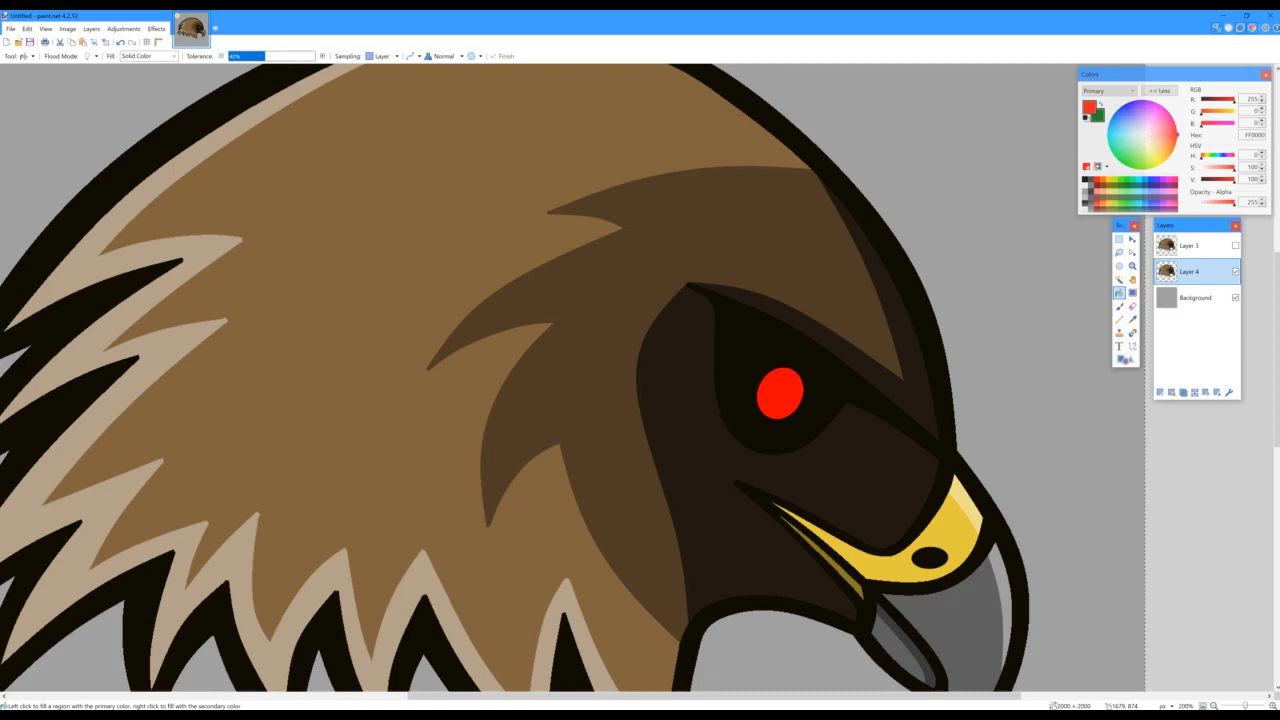 Untitled - paint.net 4.2.12
File Edit View Image Layers Adjustments Effects
Tool: Flood Mode: Fill: Solid Color Tolerance: 42% Sampling: Layer Normal Finish
Colors
Primary << Less RGB
R: 255
G: 0
B: 0
Hex: FF0000
HSV
H: 0
S: 100
V: 100
Opacity - Alpha
255
To... Layers
Layer 3
Layer 4
Background
Left click to fill a region with the primary color, right click to fill with the secondary color 2000 × 2000 1679, 874 px 200%